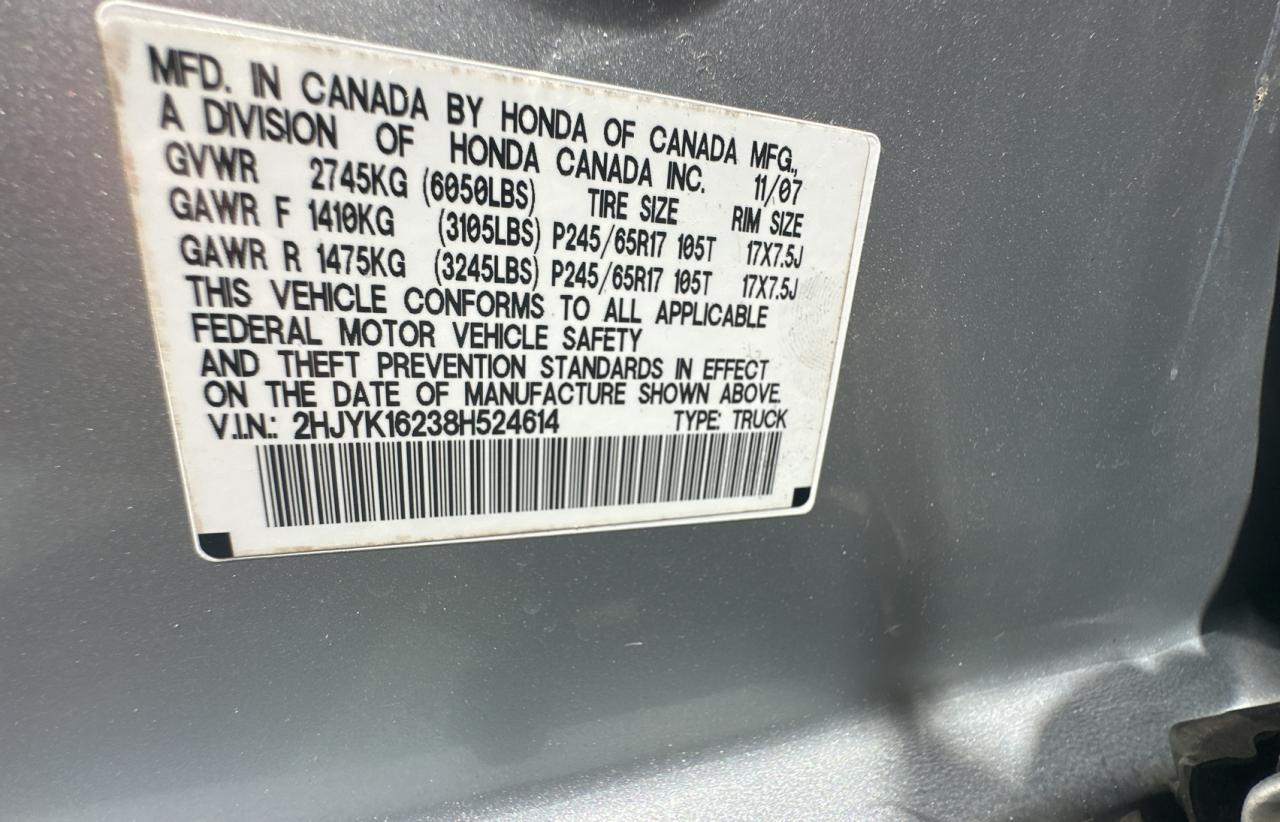 MFD. IN CANADA BY HONDA OF CANADA MFG.,
A DIVISION OF HONDA CANADA INC. 11/07
GVWR 2745KG (6050LBS) TIRE SIZE RIM SIZE
GAWR F 1410KG (3105LBS) P245/65R17 105T 17X7.5J
GAWR R 1475KG (3245LBS) P245/65R17 105T 17X7.5J
THIS VEHICLE CONFORMS TO ALL APPLICABLE
FEDERAL MOTOR VEHICLE SAFETY
AND THEFT PREVENTION STANDARDS IN EFFECT
ON THE DATE OF MANUFACTURE SHOWN ABOVE.
V.I.N.: 2HJYK16238H524614 TYPE: TRUCK